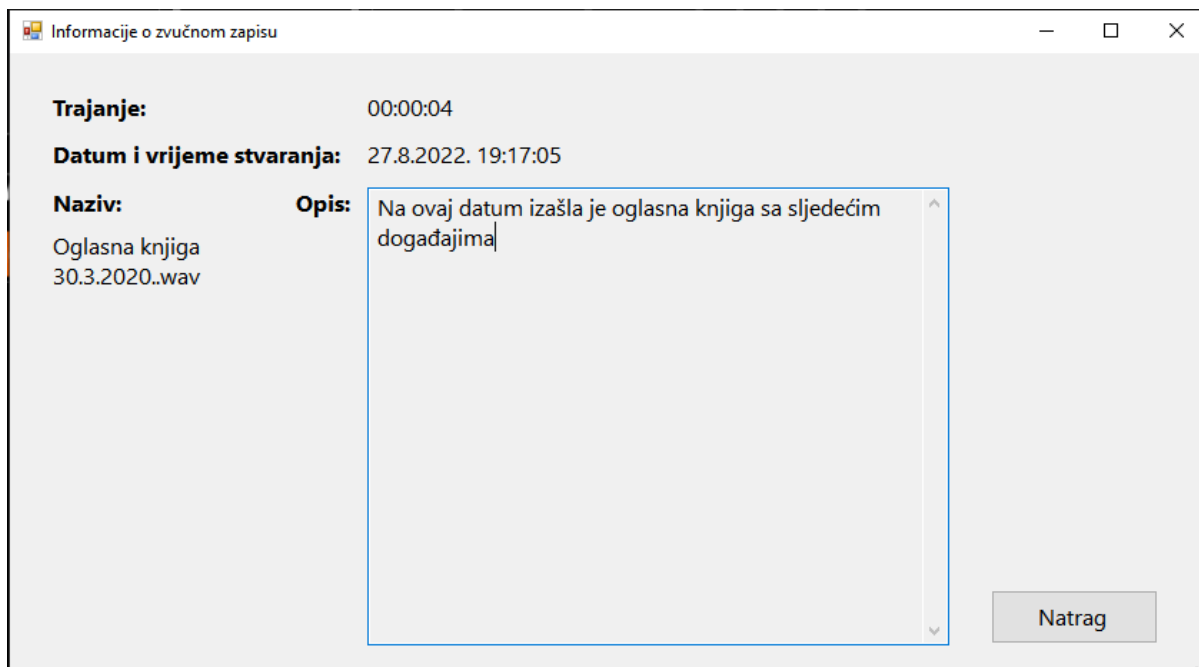 Informacije o zvučnom zapisu
Trajanje: 00:00:04
Datum i vrijeme stvaranja: 27.8.2022. 19:17:05
Naziv:
Oglasna knjiga
30.3.2020..wav
Opis:
Na ovaj datum izašla je oglasna knjiga sa sljedećim
događajima
Natrag